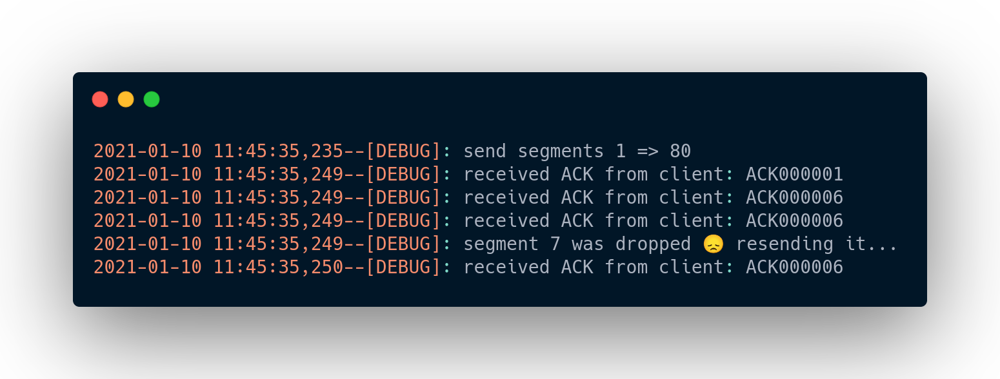 2021-01-10 11:45:35,235--[DEBUG]: send segments 1 => 80
2021-01-10 11:45:35,249--[DEBUG]: received ACK from client: ACK000001
2021-01-10 11:45:35,249--[DEBUG]: received ACK from client: ACK000006
2021-01-10 11:45:35,249--[DEBUG]: received ACK from client: ACK000006
2021-01-10 11:45:35,249--[DEBUG]: segment 7 was dropped 😞 resending it...
2021-01-10 11:45:35,250--[DEBUG]: received ACK from client: ACK000006